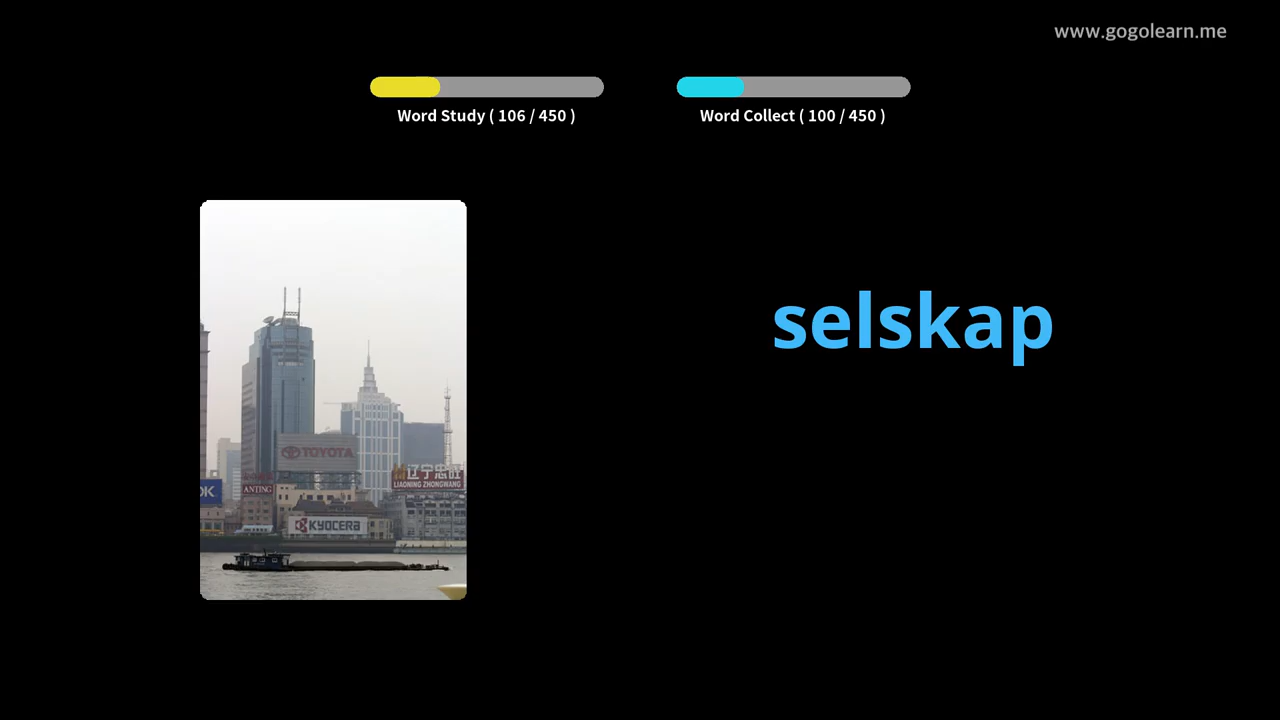 www.gogolearn.me
Word Study ( 106 / 450 )
Word Collect ( 100 / 450 )
selskap
TOYOTA
辽宁忠旺
LIAONING ZHONGWANG
OK
ANTING
KYOCERA